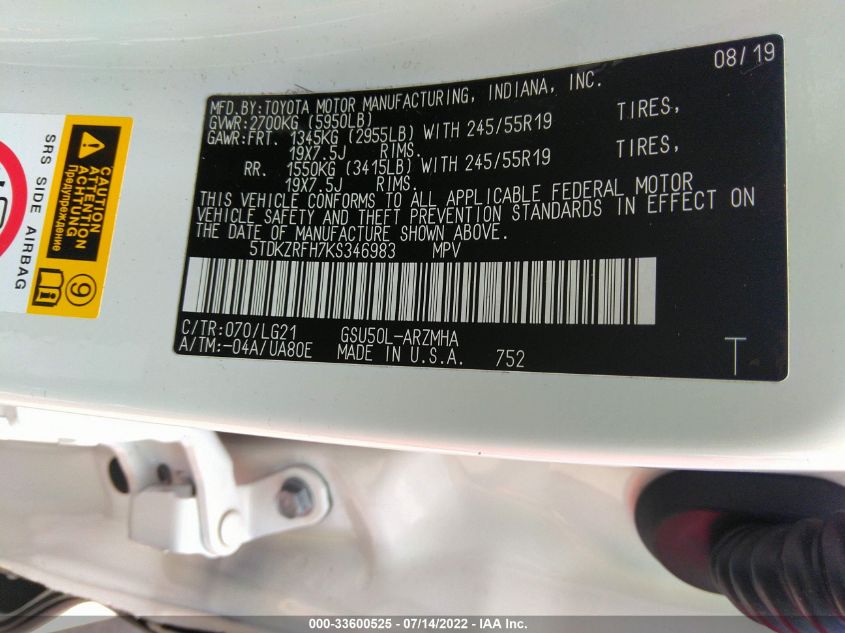 08/19
MFD.BY:TOYOTA MOTOR MANUFACTURING, INDIANA, INC.
GVWR:2700KG (5950LB)
GAWR:FRT. 1345KG (2955LB) WITH 245/55R19 TIRES,
19X7.5J RIMS.
RR. 1550KG (3415LB) WITH 245/55R19 TIRES,
19X7.5J RIMS.
THIS VEHICLE CONFORMS TO ALL APPLICABLE FEDERAL MOTOR
VEHICLE SAFETY AND THEFT PREVENTION STANDARDS IN EFFECT ON
THE DATE OF MANUFACTURE SHOWN ABOVE.
5TDKZRFH7KS346983 MPV
C/TR:070/LG21 GSU50L-ARZMHA
A/TM:-04A/UA80E MADE IN U.S.A. 752
T
SRS SIDE AIRBAG
CAUTION
ATTENTION
ACHTUNG
Предупреждение
9
000-33600525 - 07/14/2022 - IAA Inc.